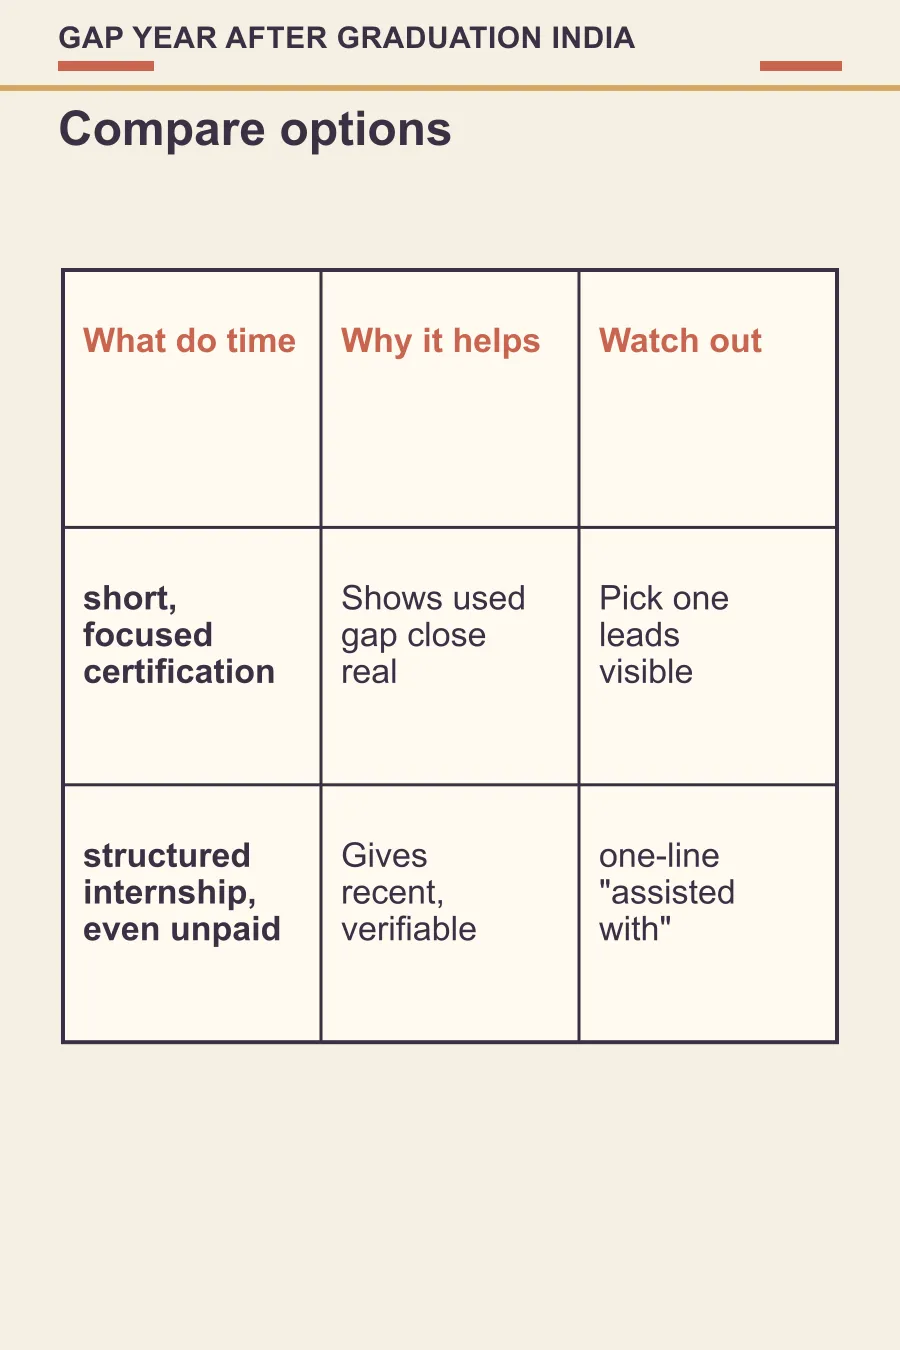 GAP YEAR AFTER GRADUATION INDIA
Compare options
What do time
Why it helps
Watch out
short,
focused
certification
Shows used
gap close
real
Pick one
leads
visible
structured
internship,
even unpaid
Gives
recent,
verifiable
one-line
"assisted
with"